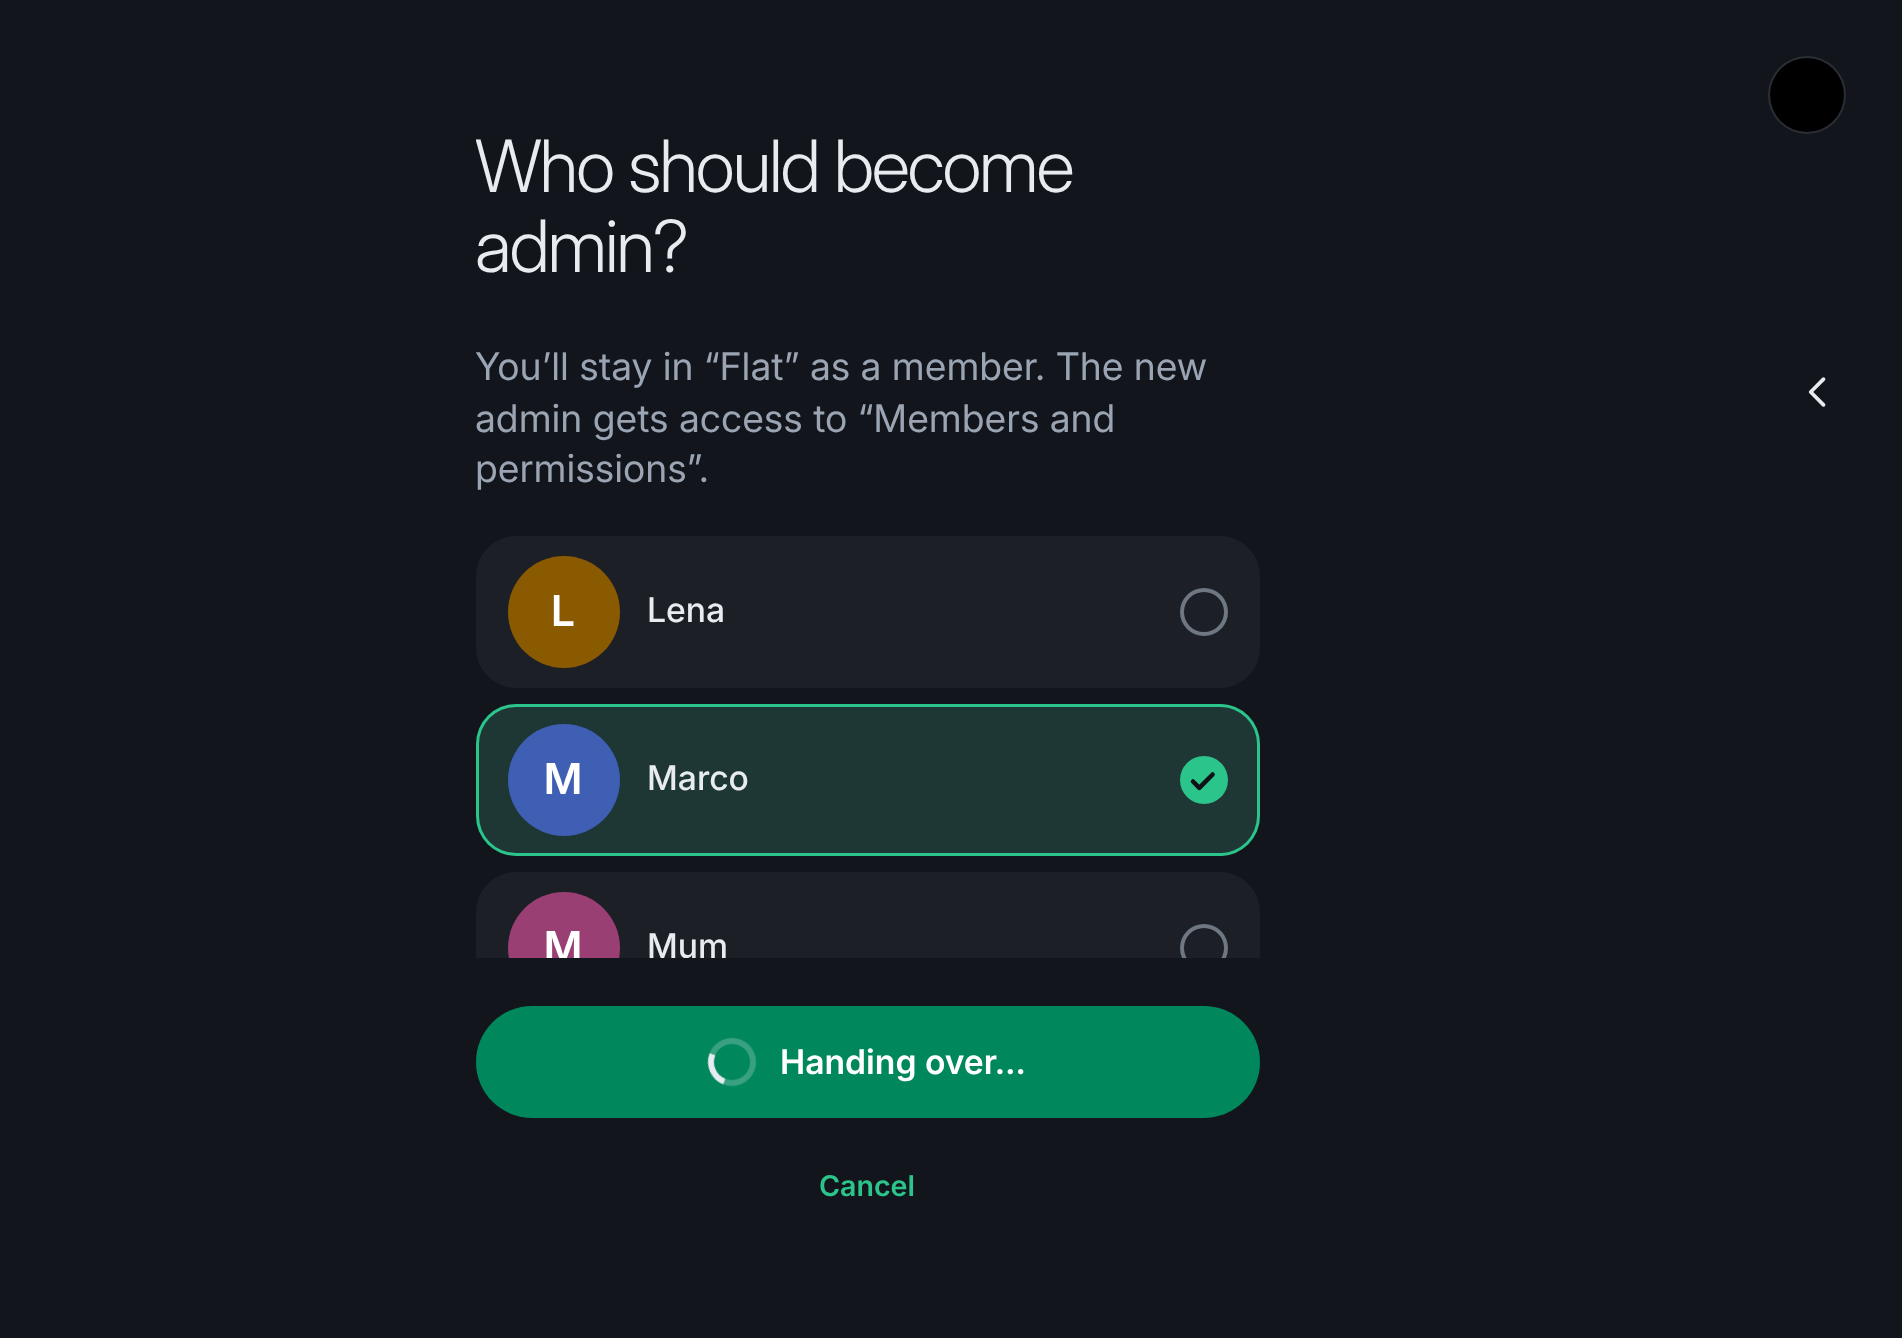 Who should become
admin?
You’ll stay in “Flat” as a member. The new
admin gets access to “Members and
permissions”.
L Lena
M Marco
M Mum
Handing over...
Cancel